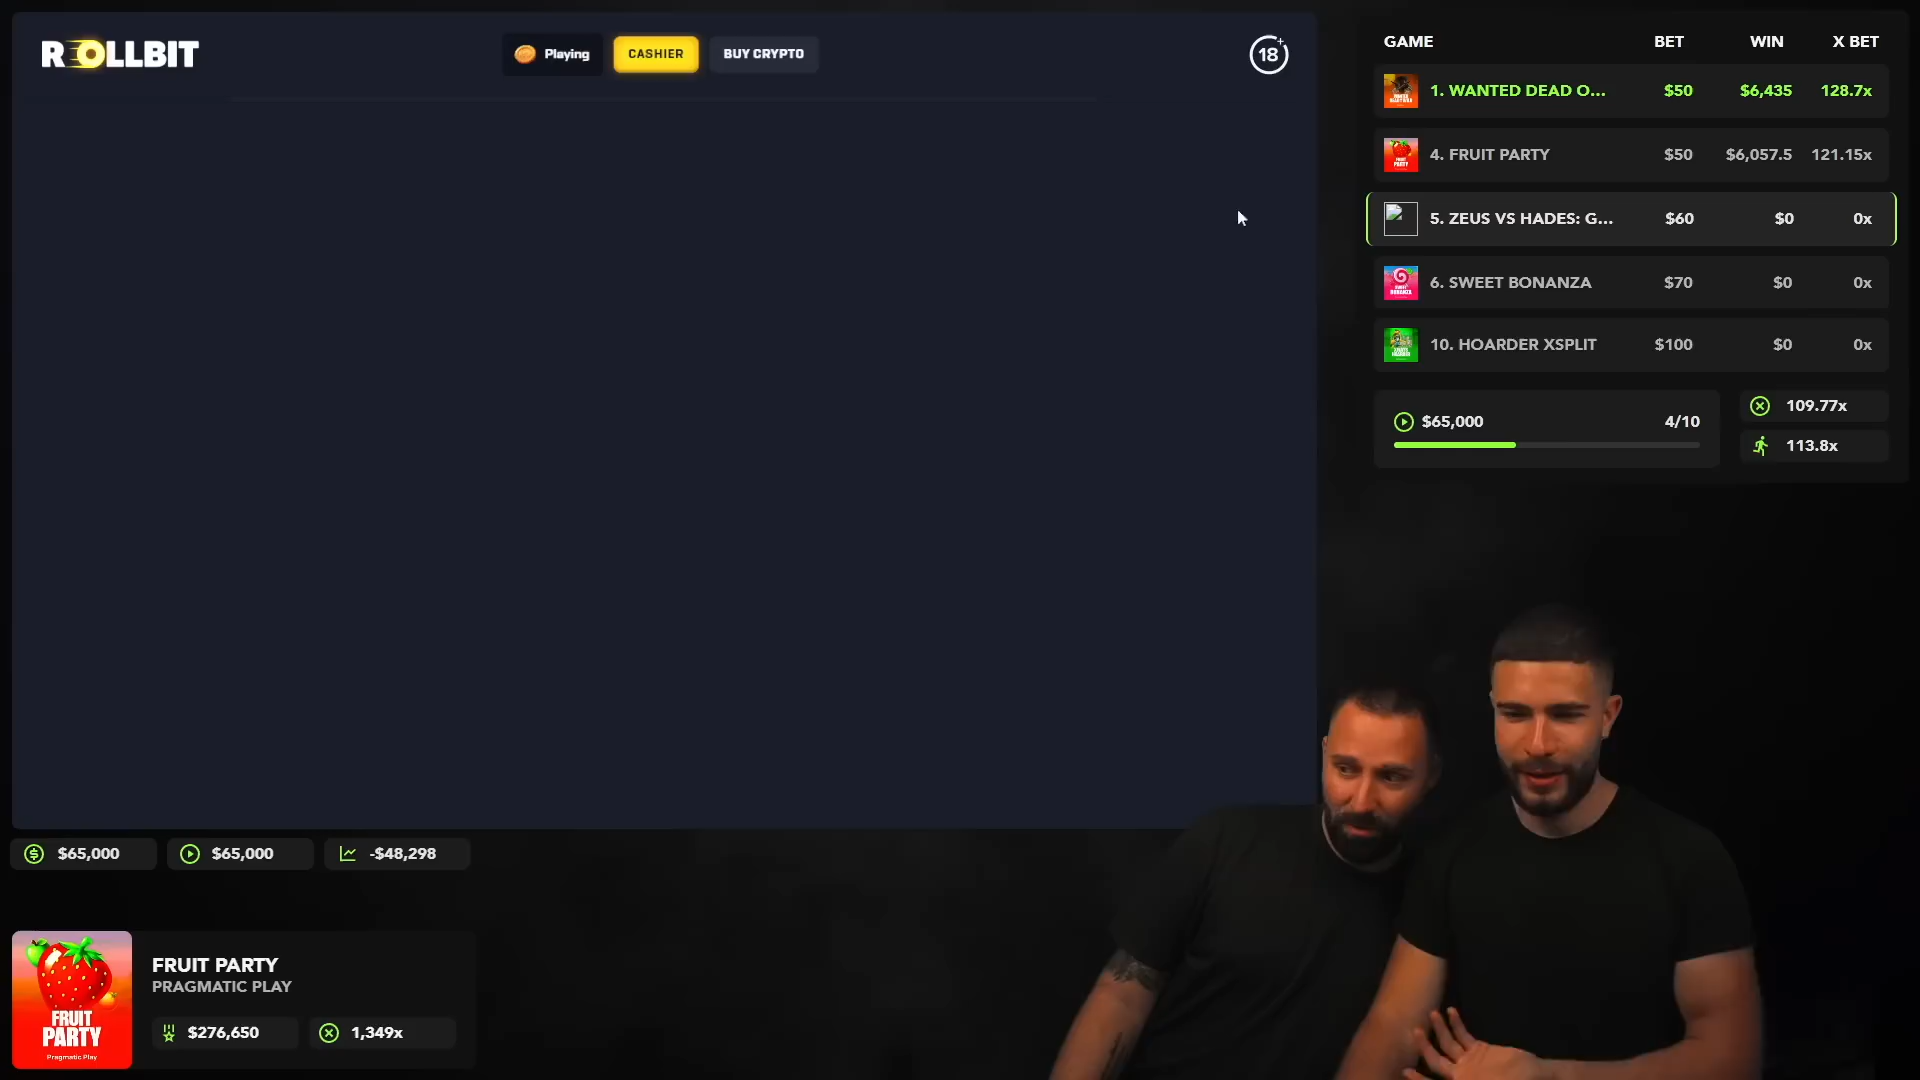 ROLLBIT
Playing
CASHIER
BUY CRYPTO
18+
GAME BET WIN X BET
1. WANTED DEAD O... $50 $6,435 128.7x
4. FRUIT PARTY $50 $6,057.5 121.15x
5. ZEUS VS HADES: G... $60 $0 0x
6. SWEET BONANZA $70 $0 0x
10. HOARDER XSPLIT $100 $0 0x
$65,000 4/10
109.77x
113.8x
$65,000 $65,000 -$48,298
FRUIT PARTY
PRAGMATIC PLAY
$276,650 1,349x
FRUIT
PARTY
Pragmatic Play